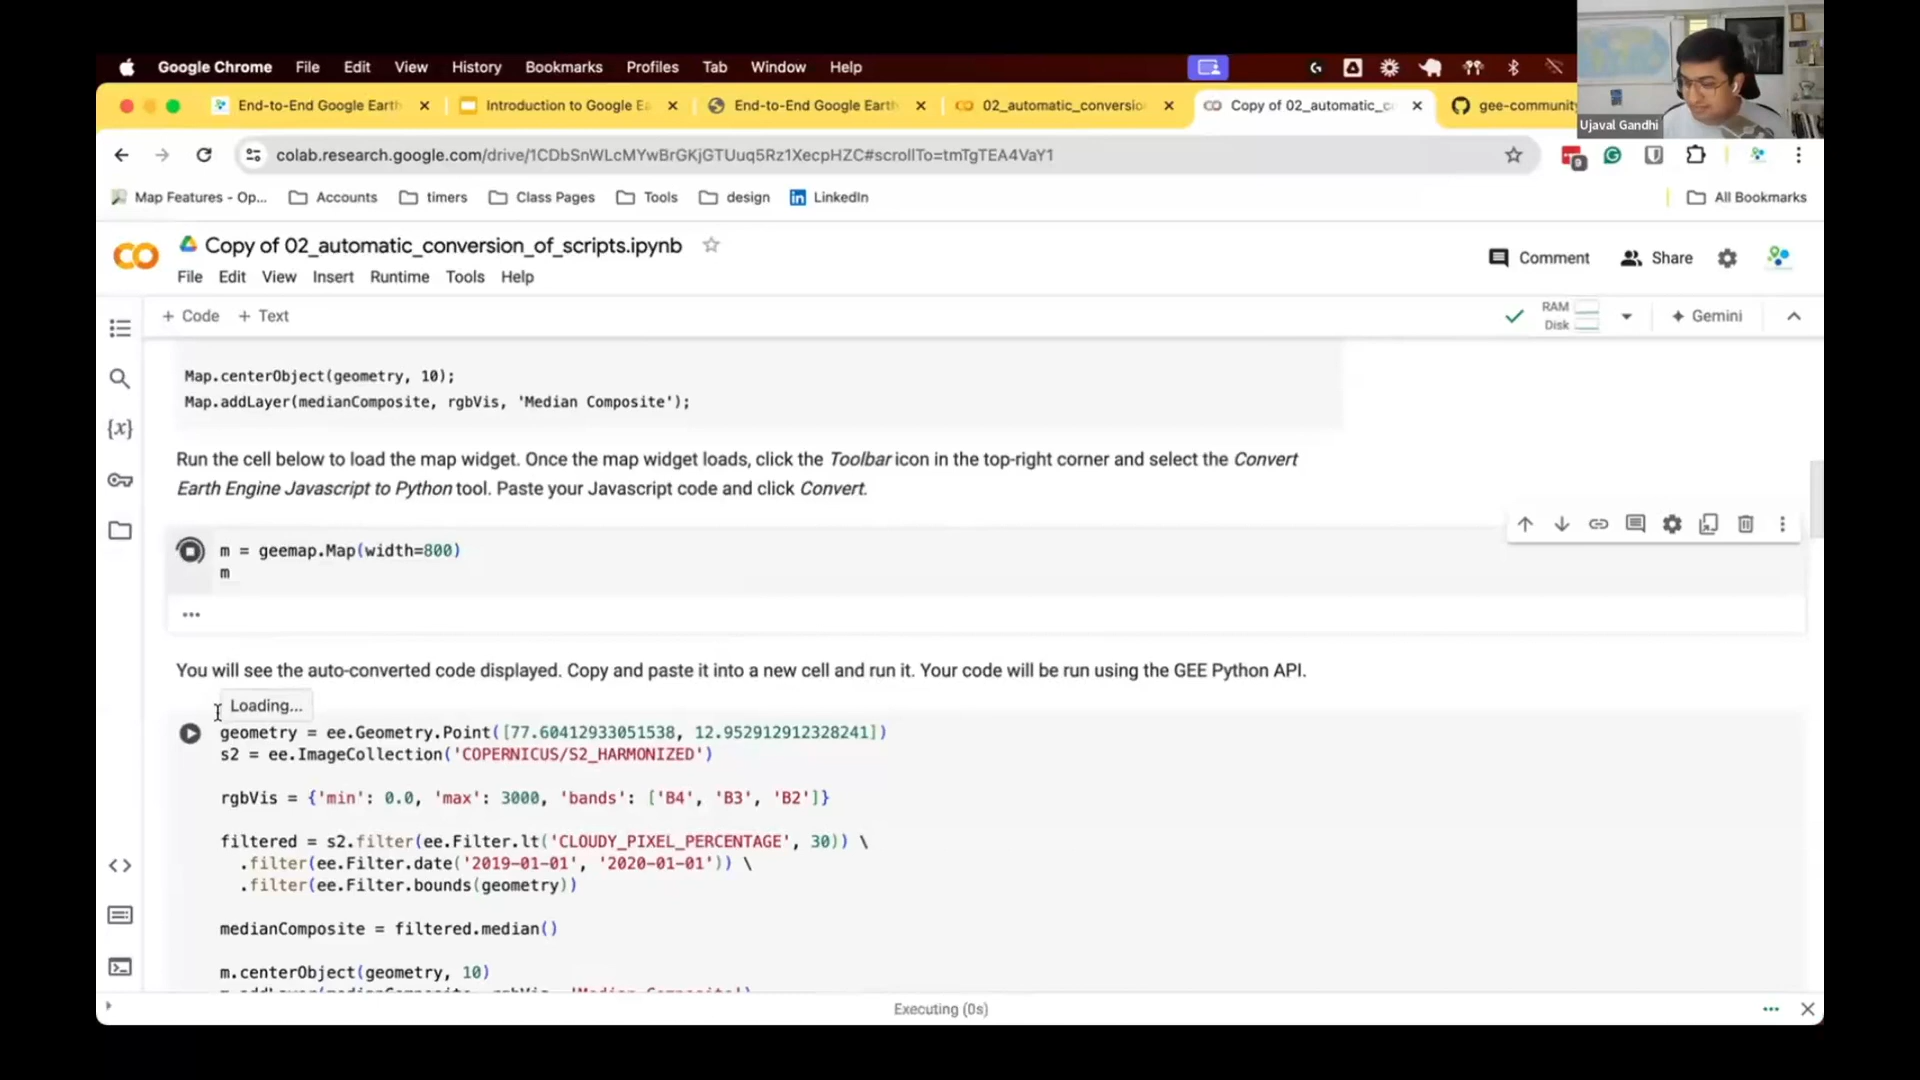 Google Chrome File Edit View History Bookmarks Profiles Tab Window Help
End-to-End Google Earth
Introduction to Google Ea
End-to-End Google Earth
02_automatic_conversio
Copy of 02_automatic_co
gee-community
Ujaval Gandhi
colab.research.google.com/drive/1CDbSnWLcMYwBrGKjGTUuq5Rz1XecpHZC#scrollTo=tmTgTEA4VaY1
Map Features - Op... Accounts timers Class Pages Tools design LinkedIn All Bookmarks
Copy of 02_automatic_conversion_of_scripts.ipynb
Comment Share
File Edit View Insert Runtime Tools Help
+ Code + Text
RAM
Disk
Gemini
Map.centerObject(geometry, 10);
Map.addLayer(medianComposite, rgbVis, 'Median Composite');
Run the cell below to load the map widget. Once the map widget loads, click the Toolbar icon in the top-right corner and select the Convert
Earth Engine Javascript to Python tool. Paste your Javascript code and click Convert.
m = geemap.Map(width=800)
m
...
You will see the auto-converted code displayed. Copy and paste it into a new cell and run it. Your code will be run using the GEE Python API.
Loading...
geometry = ee.Geometry.Point([77.60412933051538, 12.952912912328241])
s2 = ee.ImageCollection('COPERNICUS/S2_HARMONIZED')
rgbVis = {'min': 0.0, 'max': 3000, 'bands': ['B4', 'B3', 'B2']}
filtered = s2.filter(ee.Filter.lt('CLOUDY_PIXEL_PERCENTAGE', 30)) \
.filter(ee.Filter.date('2019-01-01', '2020-01-01')) \
.filter(ee.Filter.bounds(geometry))
medianComposite = filtered.median()
m.centerObject(geometry, 10)
Executing (0s)